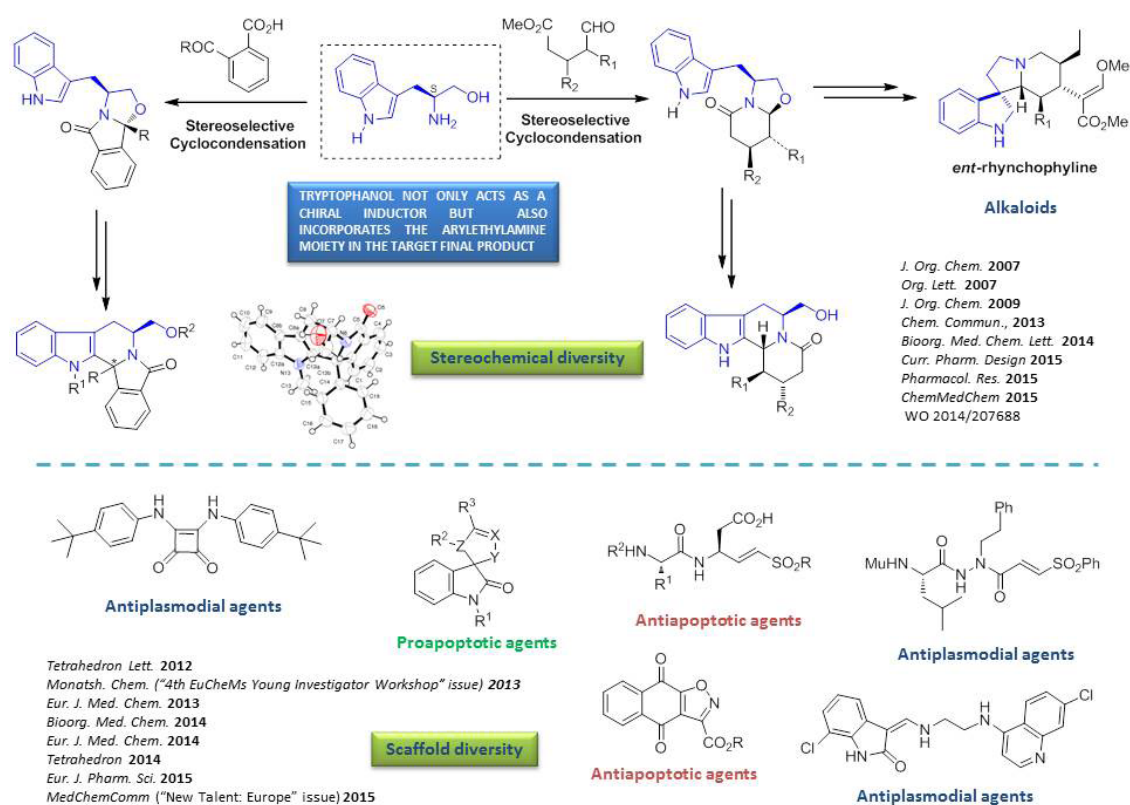 CO₂H
RCO
MeO₂C
CHO
R₁
R₂
HN
N
O
R
O
Stereoselective
Cyclocondensation
S
OH
NH₂
N
H
Stereoselective
Cyclocondensation
N
H
N
O
O
R₁
R₂
N
H
OMe
R₁
CO₂Me
NH
ent-rhynchophyline
Alkaloids
TRYPTOPHANOL NOT ONLY ACTS AS A
CHIRAL INDUCTOR BUT ALSO
INCORPORATES THE ARYLETHYLAMINE
MOIETY IN THE TARGET FINAL PRODUCT
J. Org. Chem. 2007
Org. Lett. 2007
J. Org. Chem. 2009
Chem. Commun., 2013
Bioorg. Med. Chem. Lett. 2014
Curr. Pharm. Design 2015
Pharmacol. Res. 2015
ChemMedChem 2015
WO 2014/207688
OR²
N
N
R¹
R
*
O
Stereochemical diversity
OH
H
N
N
H
O
R₁
R₂
H
N
H
N
O
O
Antiplasmodial agents
R³
R²
Z
X
Y
O
N
R¹
Proapoptotic agents
CO₂H
O
R²HN
N
H
R¹
SO₂R
Antiapoptotic agents
Ph
H
MuN
O
N
H
N
O
SO₂Ph
Antiplasmodial agents
Tetrahedron Lett. 2012
Monatsh. Chem. (“4th EuCheMs Young Investigator Workshop” issue) 2013
Eur. J. Med. Chem. 2013
Bioorg. Med. Chem. 2014
Eur. J. Med. Chem. 2014
Tetrahedron 2014
Eur. J. Pharm. Sci. 2015
MedChemComm (“New Talent: Europe” issue) 2015
Scaffold diversity
O
O
N
O
CO₂R
Antiapoptotic agents
Cl
N
H
O
N
H
H
N
N
Cl
Antiplasmodial agents